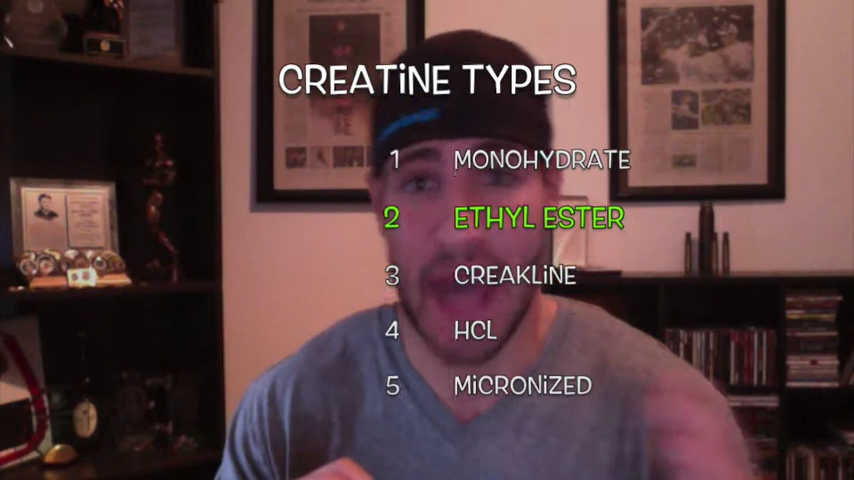 CREATINE TYPES
1 MONOHYDRATE
2 ETHYL ESTER
3 CREAKLINE
4 HCL
5 MICRONIZED